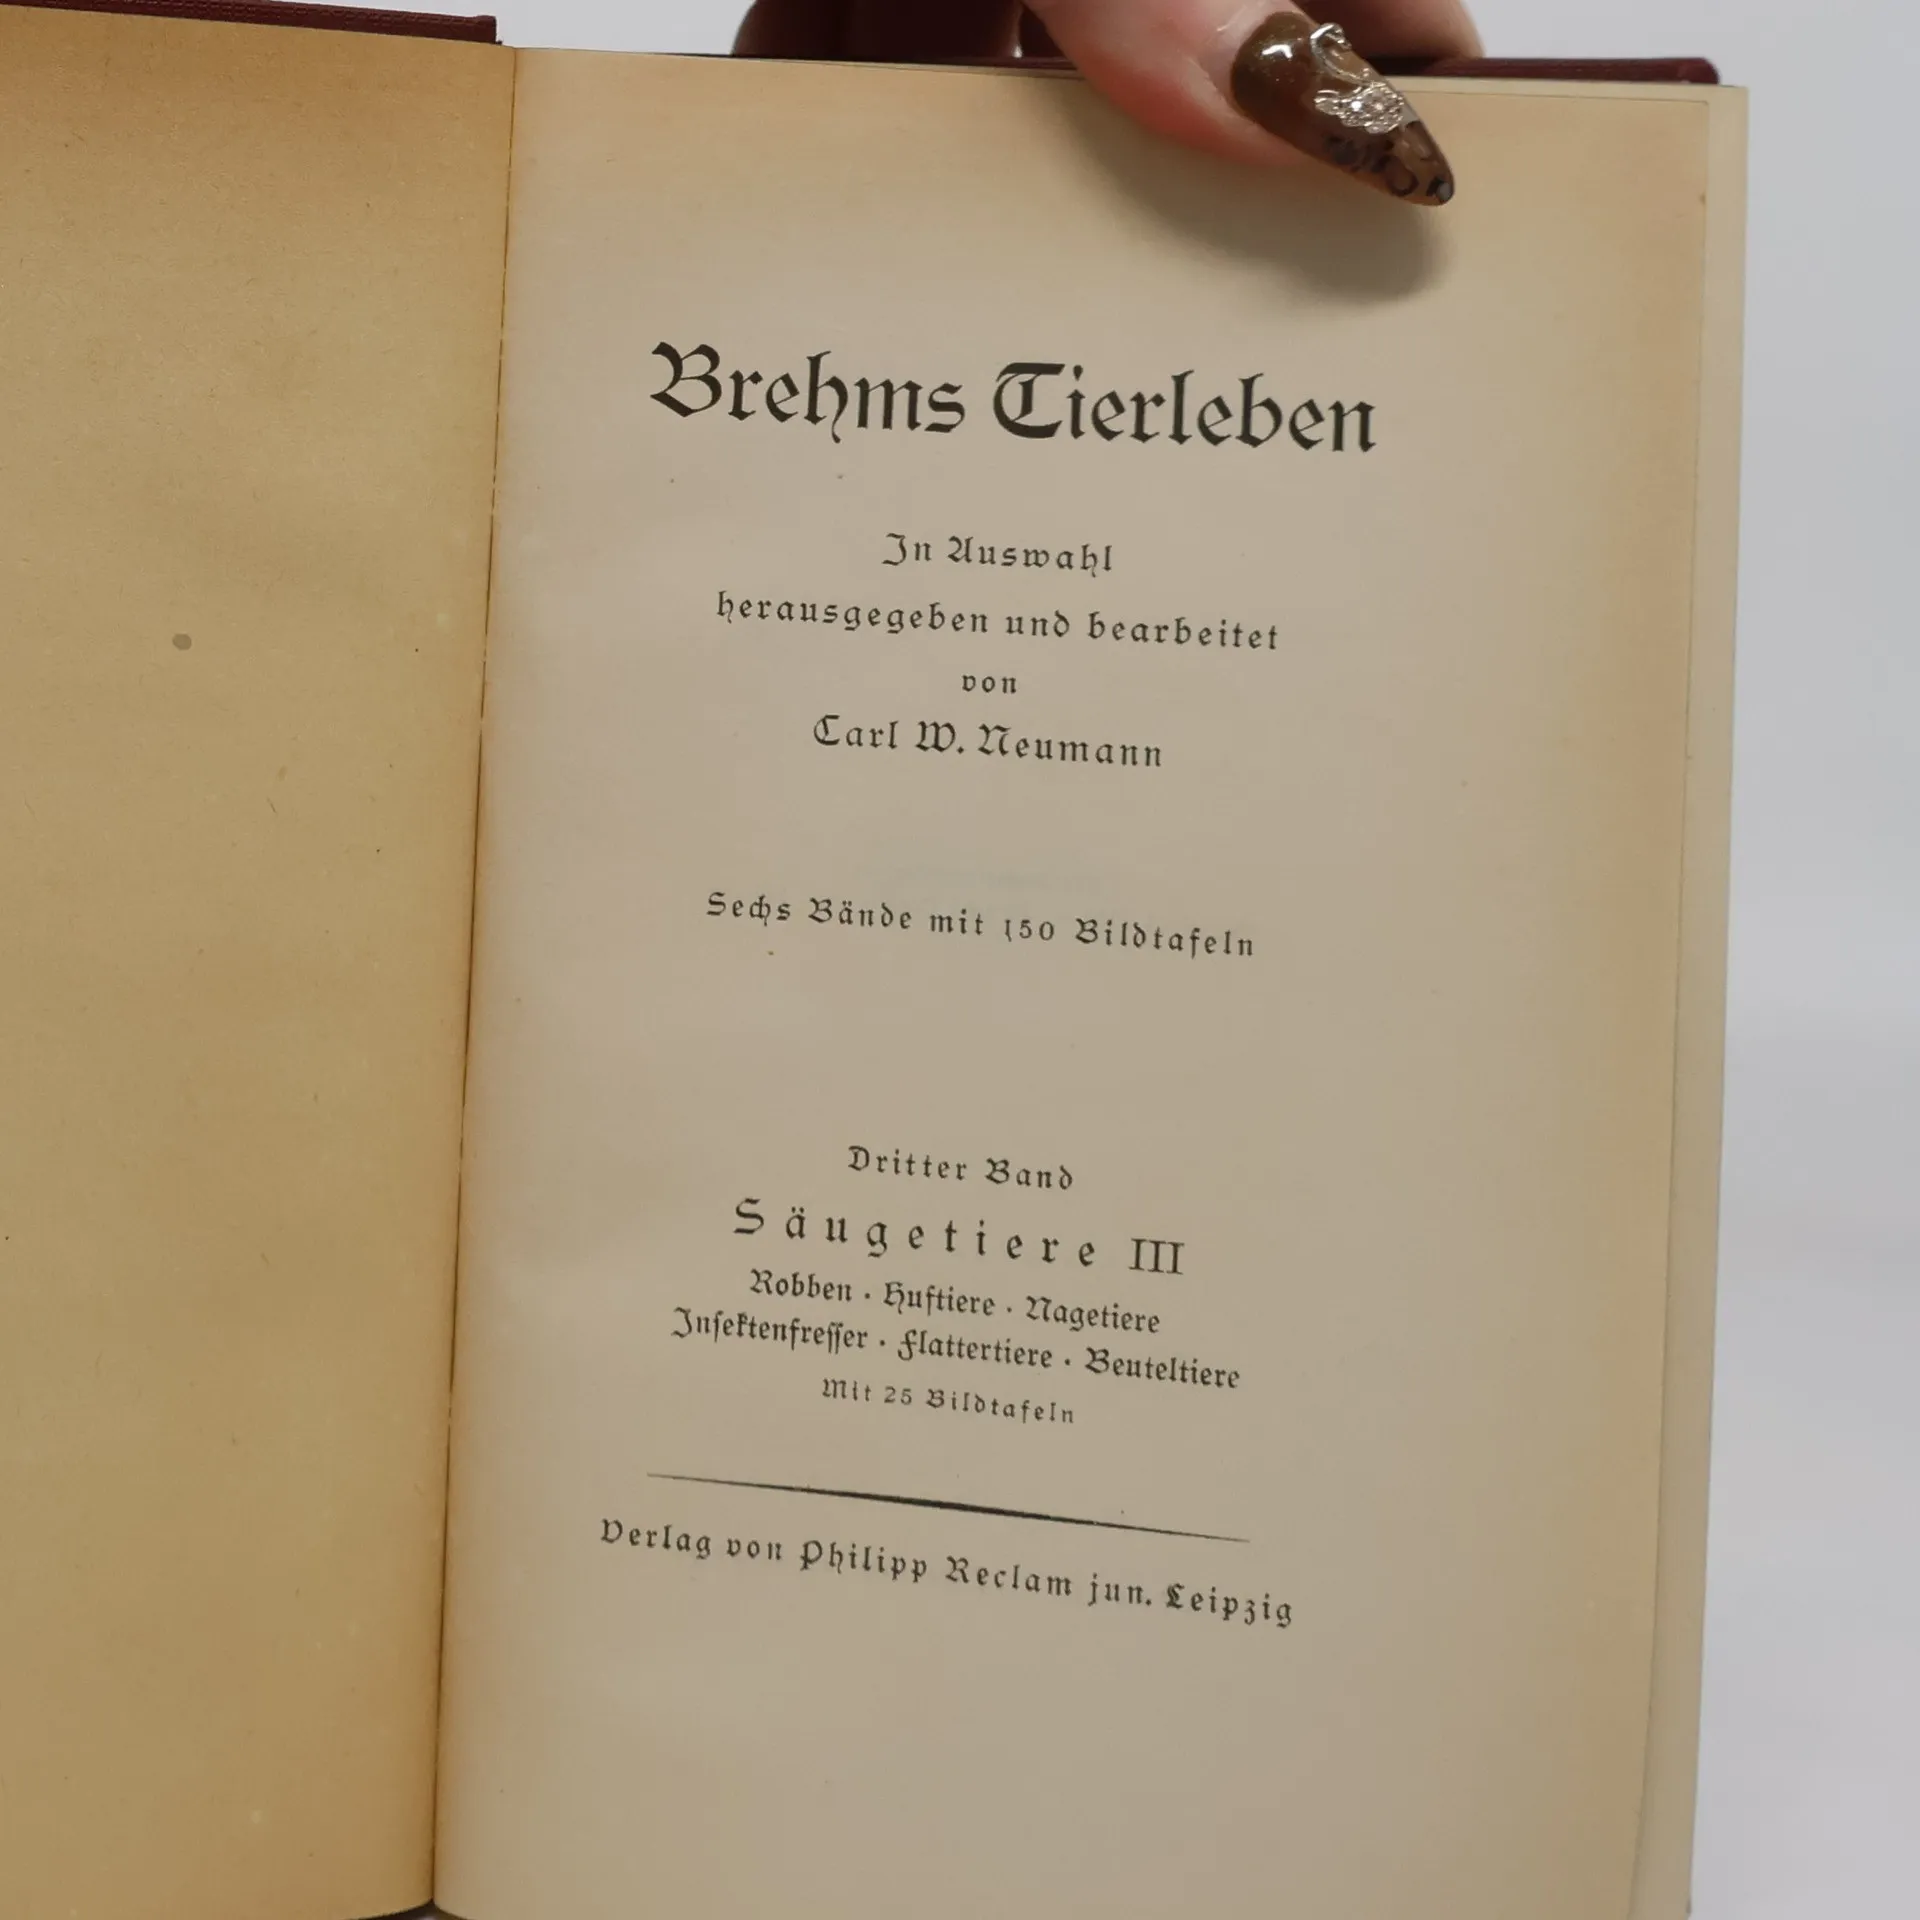 Brehms Tierleben
In Auswahl
herausgegeben und bearbeitet
von
Carl W. Neumann
Sechs Bände mit 150 Bildtafeln
Dritter Band
Säugetiere III
Robben · Huftiere · Nagetiere
Inſektenfreſſer · Flattertiere · Beuteltiere
Mit 25 Bildtafeln
Verlag von Philipp Reclam jun. Leipzig